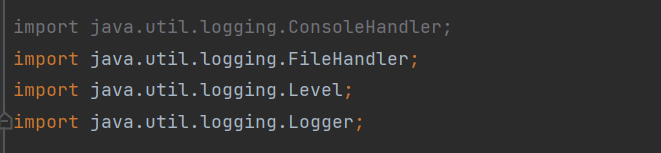 import java.util.logging.ConsoleHandler;
import java.util.logging.FileHandler;
import java.util.logging.Level;
import java.util.logging.Logger;